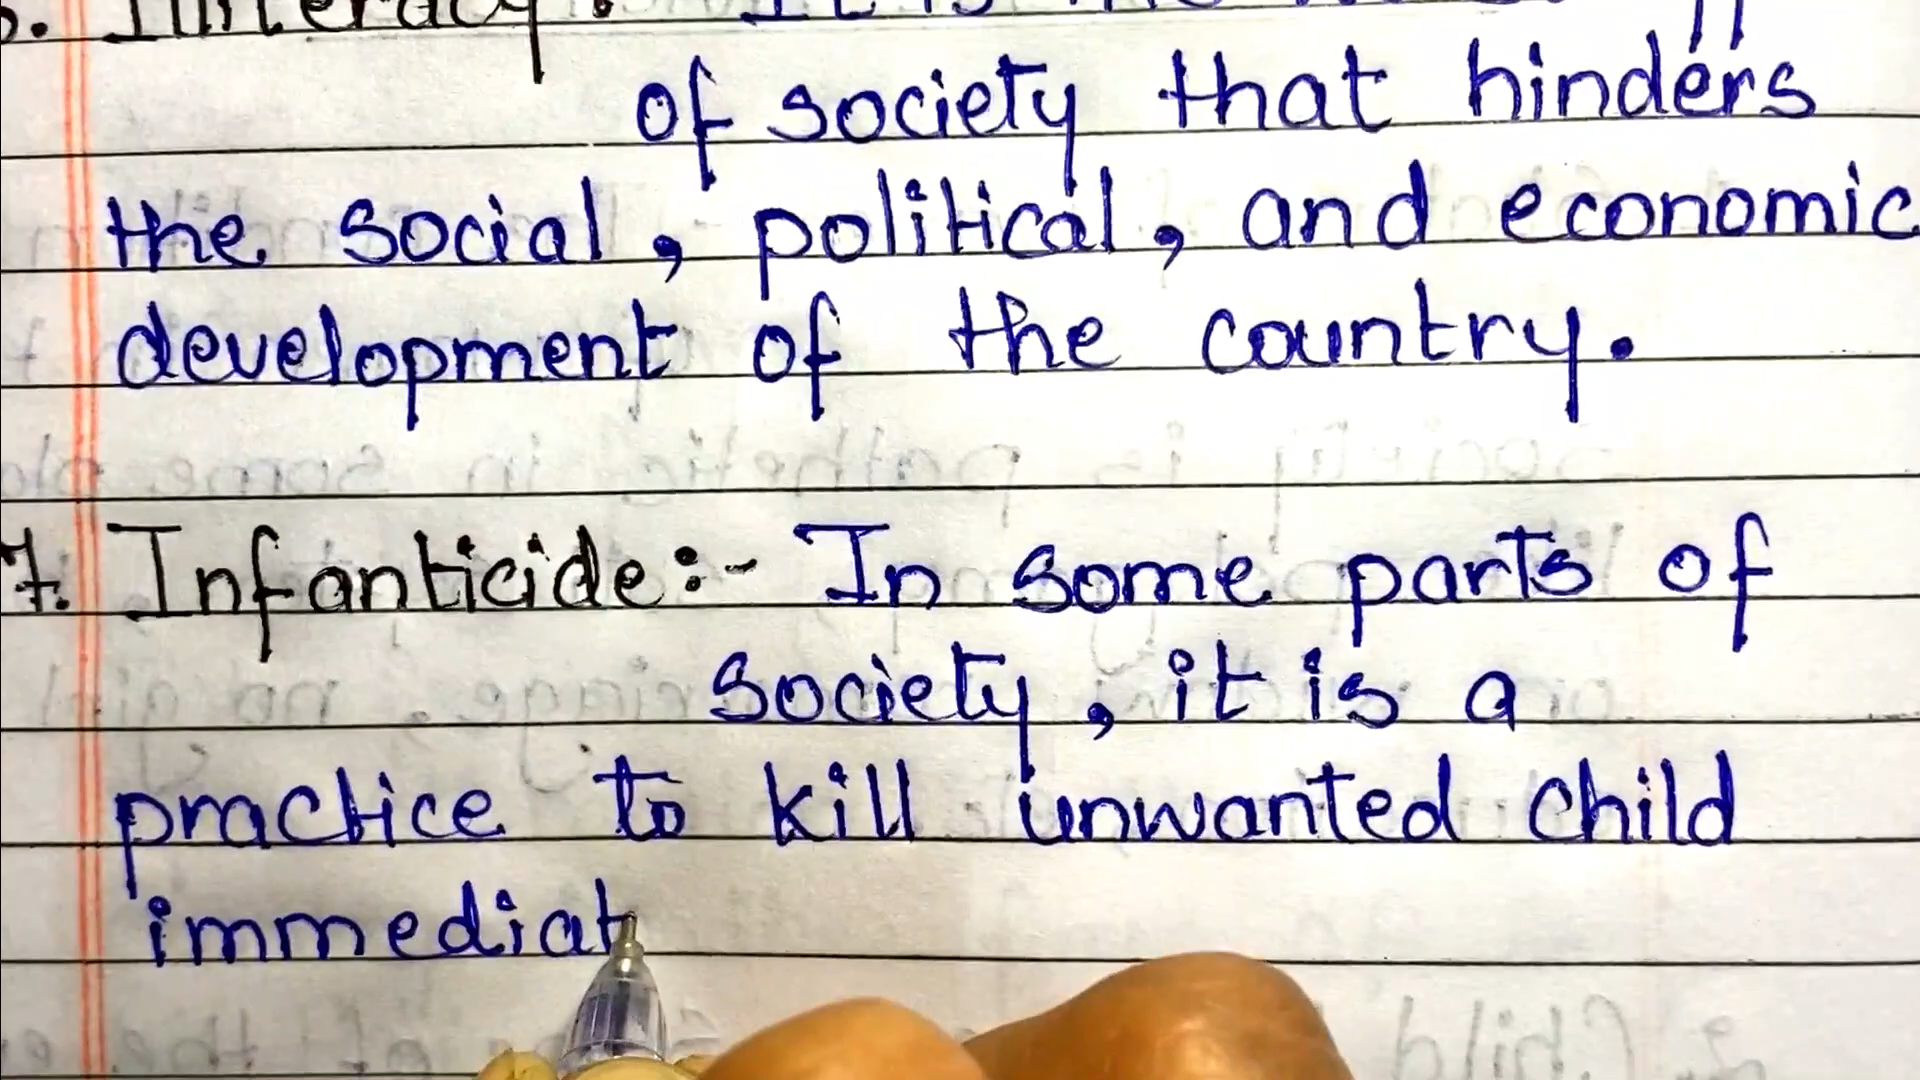 Illiteracy :
of society that hinders
the social, political, and economic
development of the country.
7. Infanticide:- In some parts of
society, it is a
practice to kill unwanted child
immediat